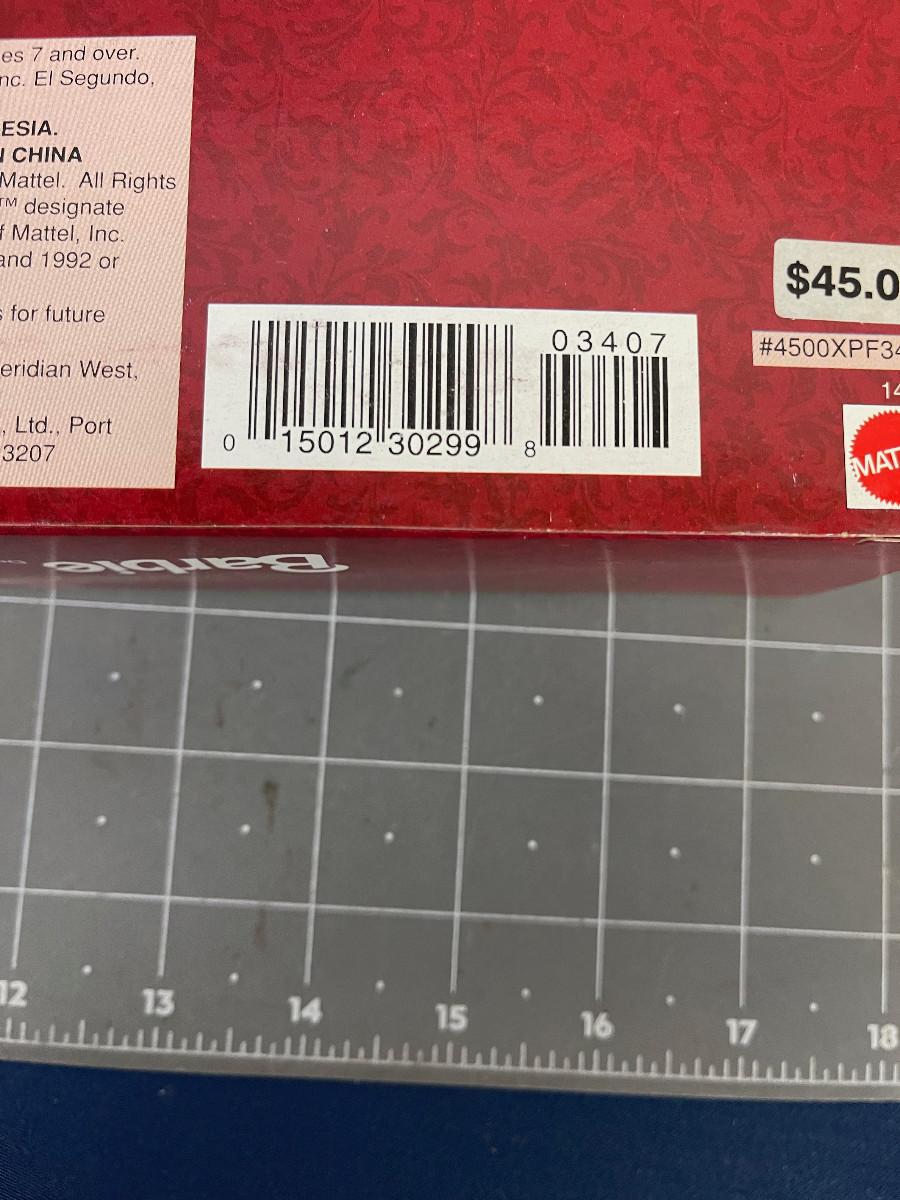 es 7 and over.
nc. El Segundo,
ESIA.
N CHINA
Mattel. All Rights
™ designate
f Mattel, Inc.
and 1992 or
s for future
eridian West,
, Ltd., Port
3207
03407
0 15012 30299 8
$45.0
#4500XPF34
14
MAT
Barbie
12 13 14 15 16 17 18